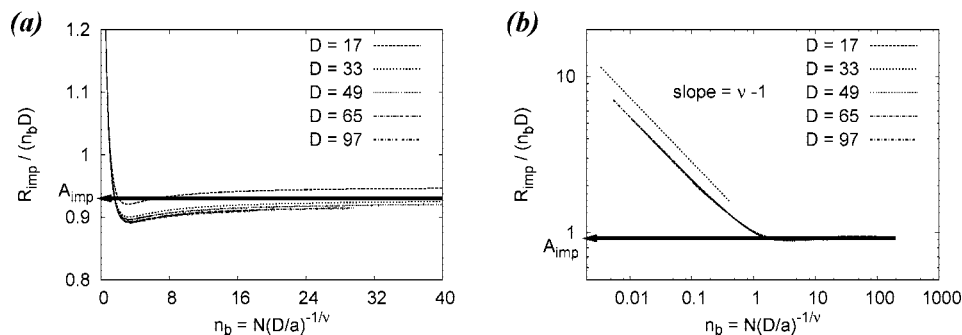 (a)
1.2
1.1
1
0.9
0.8
R_imp / (n_b D)
A_imp
D = 17
D = 33
D = 49
D = 65
D = 97
0 8 16 24 32 40
n_b = N(D/a)^{-1/ν}
(b)
10
1
R_imp / (n_b D)
A_imp
slope = ν - 1
D = 17
D = 33
D = 49
D = 65
D = 97
0.01 0.1 1 10 100 1000
n_b = N(D/a)^{-1/ν}